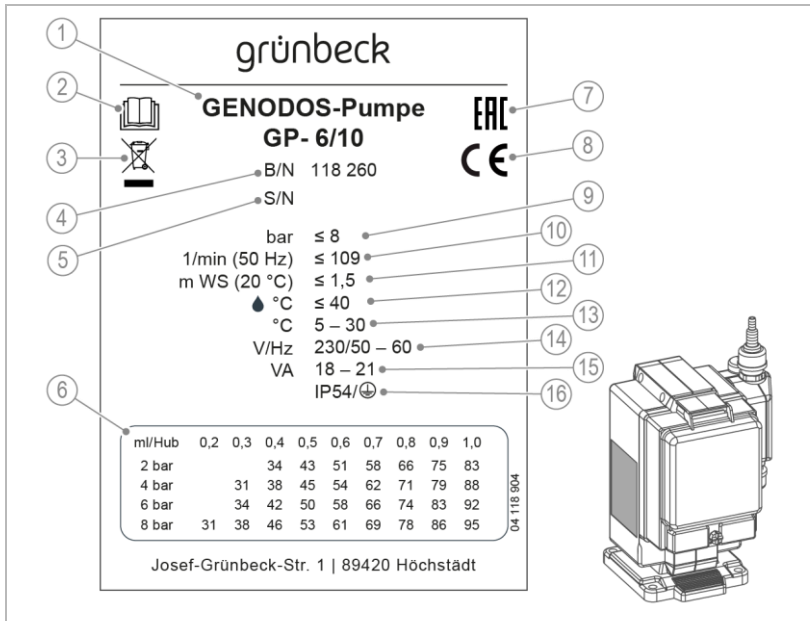 grünbeck
GENODOS-Pumpe
GP- 6/10
B/N 118 260
S/N
bar ≤ 8
1/min (50 Hz) ≤ 109
m WS (20 °C) ≤ 1,5
°C ≤ 40
°C 5 – 30
V/Hz 230/50 – 60
VA 18 – 21
IP54/
ml/Hub 0,2 0,3 0,4 0,5 0,6 0,7 0,8 0,9 1,0
2 bar 34 43 51 58 66 75 83
4 bar 31 38 45 54 62 71 79 88
6 bar 34 42 50 58 66 74 83 92
8 bar 31 38 46 53 61 69 78 86 95
04 118 904
Josef-Grünbeck-Str. 1 | 89420 Höchstädt
EAC
CE
1
2
3
4
5
6
7
8
9
10
11
12
13
14
15
16